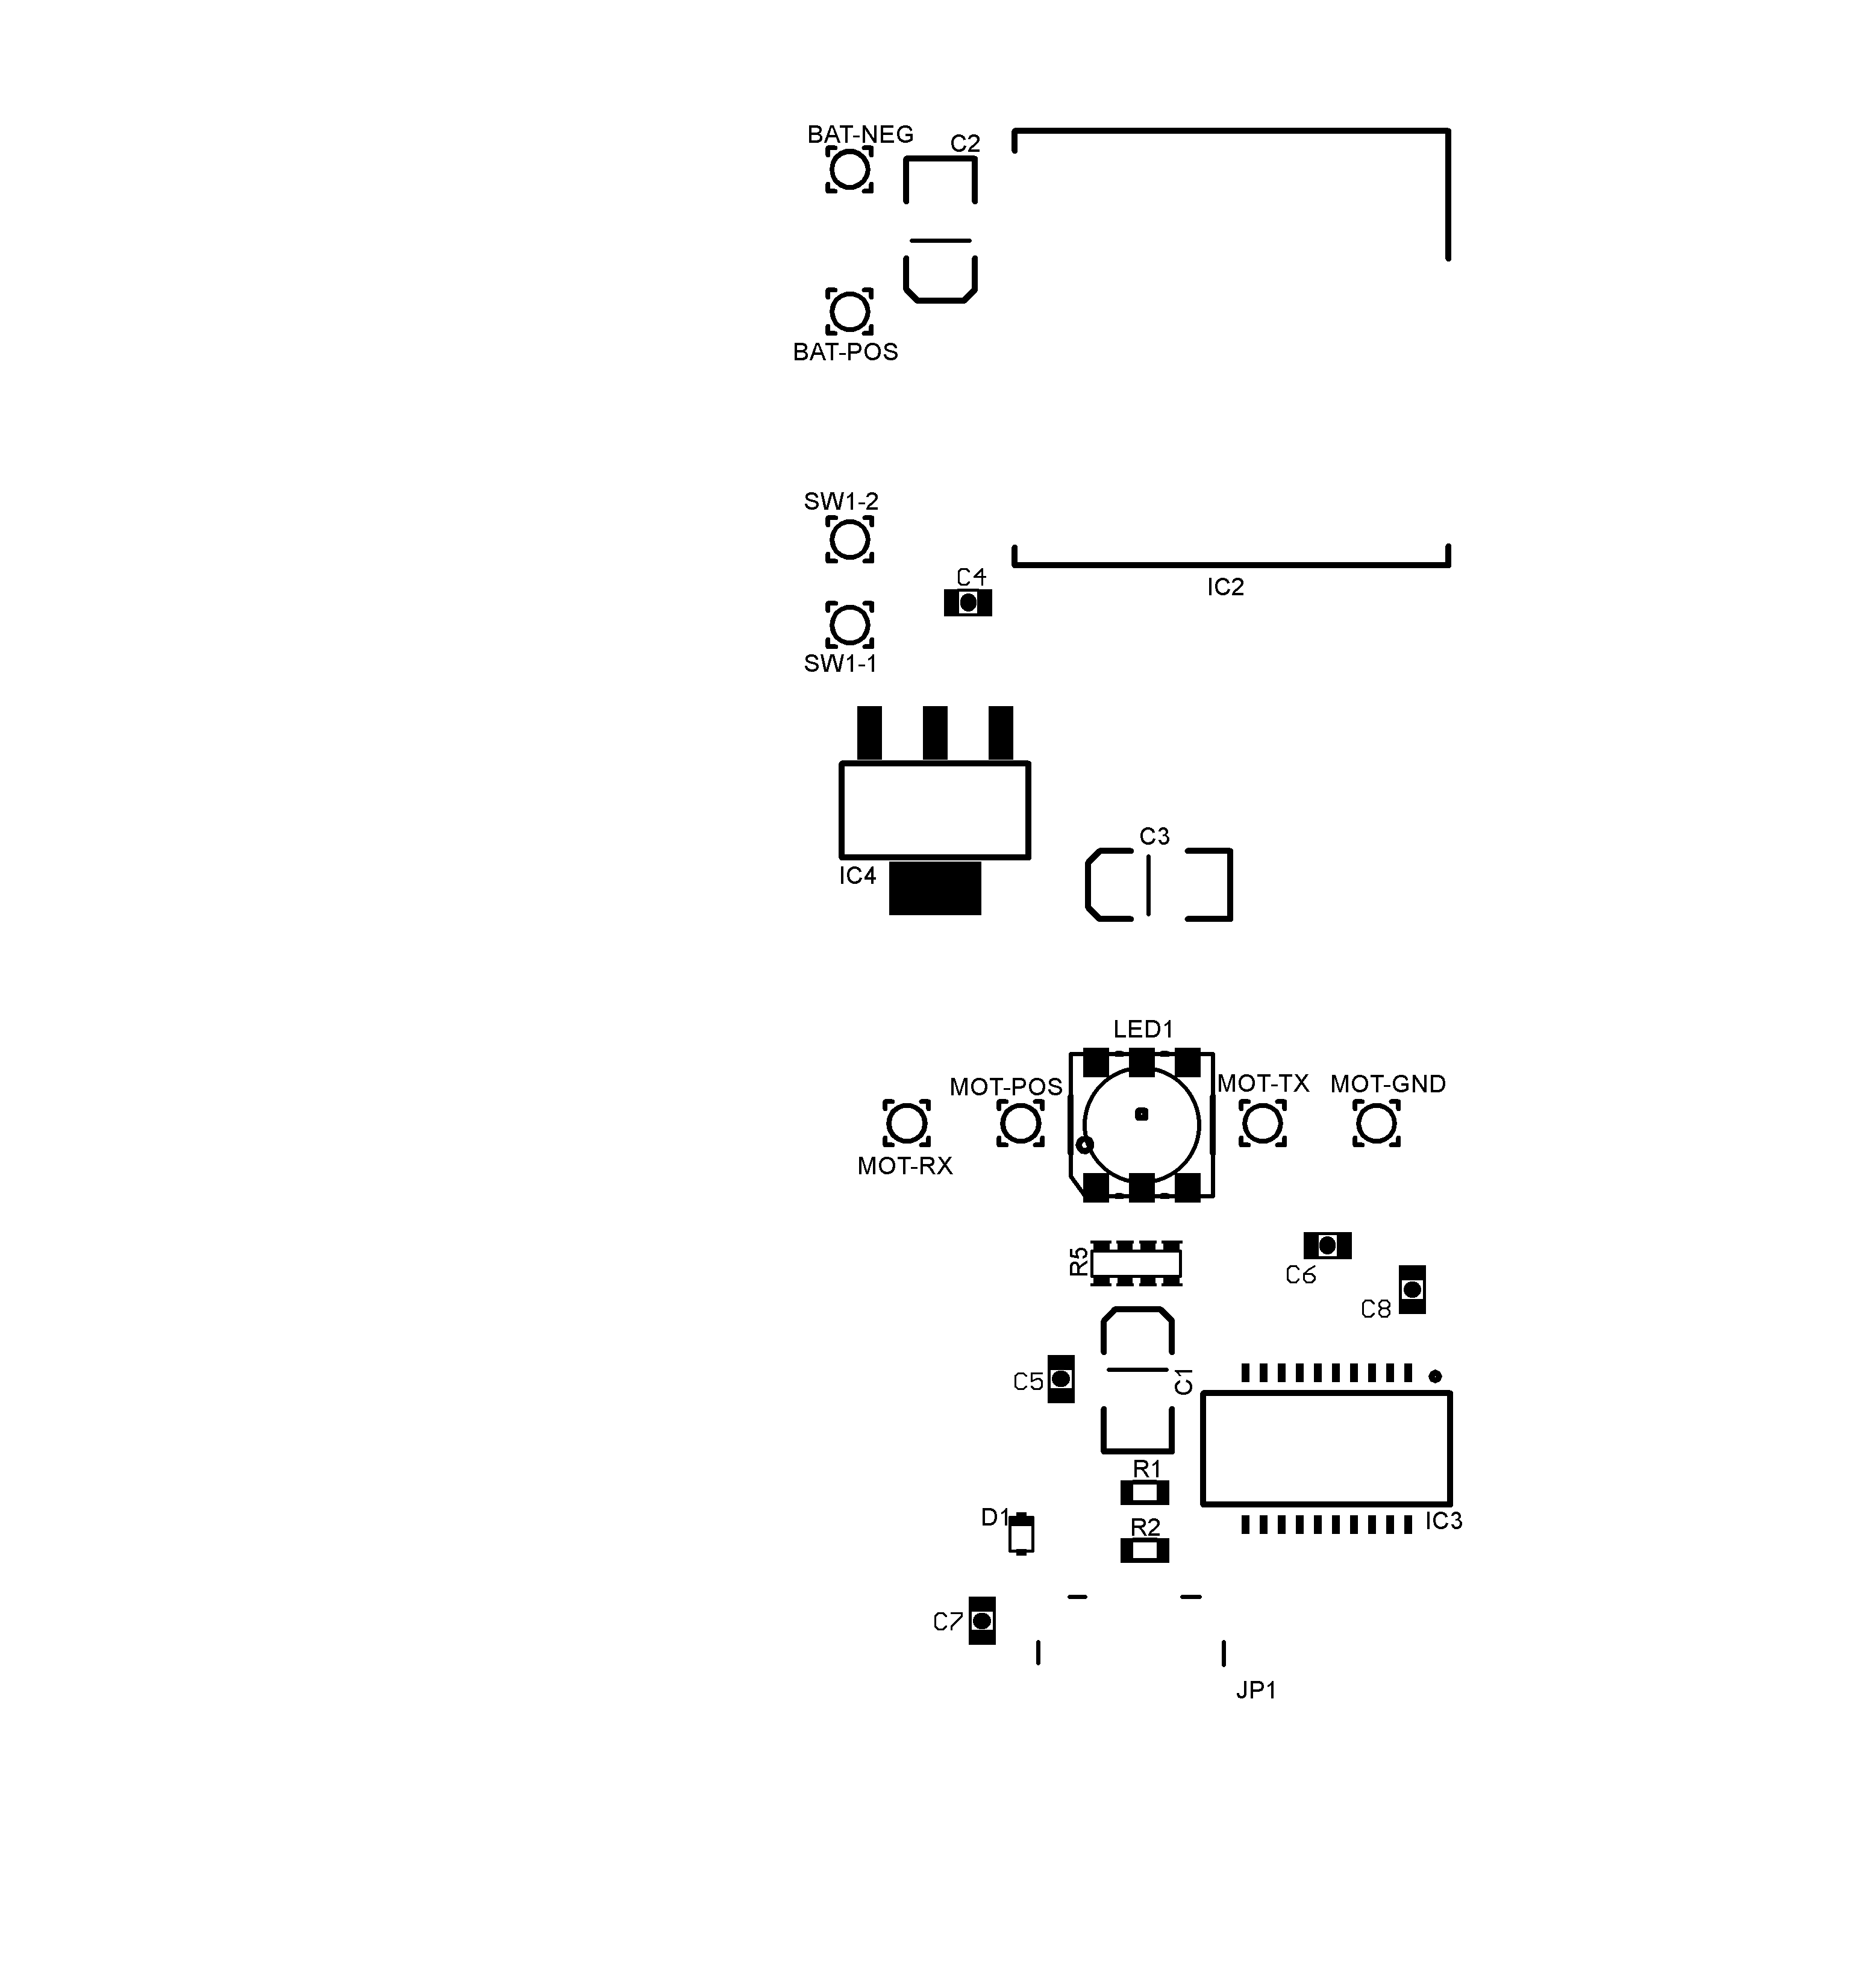 BAT-NEG
C2
BAT-POS
SW1-2
C4
IC2
SW1-1
C3
IC4
LED1
MOT-POS
MOT-TX
MOT-GND
MOT-RX
R5
C6
C8
C5
C1
R1
D1
R2
IC3
C7
JP1